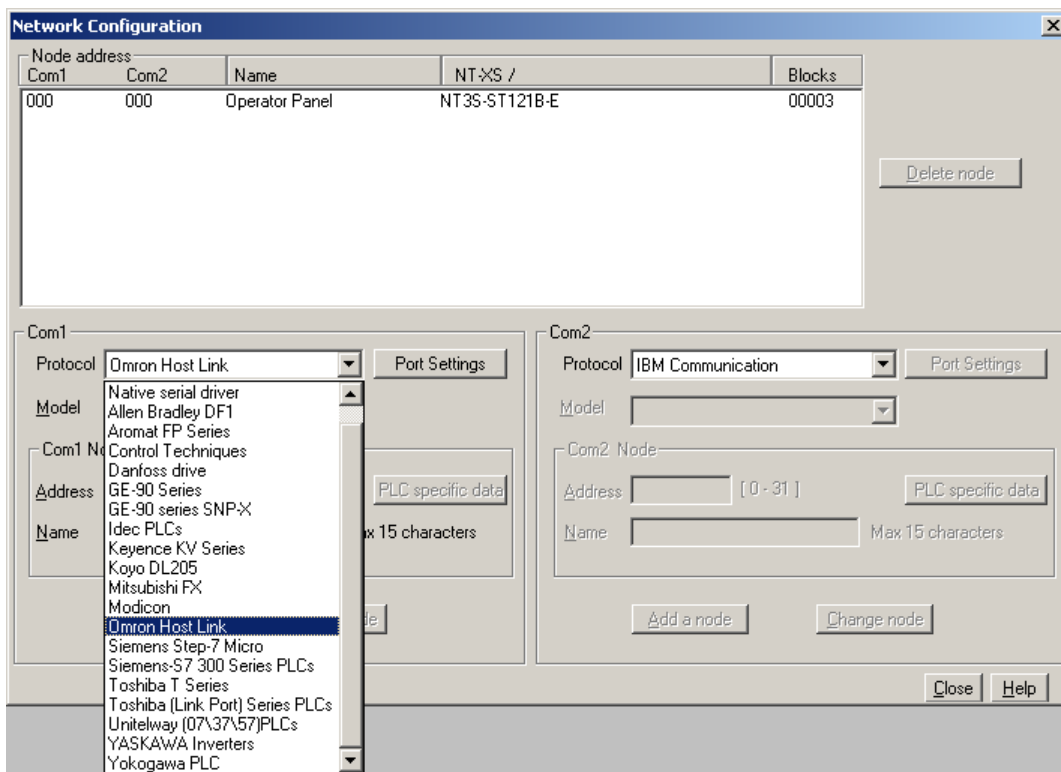 Network Configuration
Node address
Com1 Com2 Name NT-XS / Blocks
000 000 Operator Panel NT3S-ST121B-E 00003
Delete node
Com1
Protocol Omron Host Link Port Settings
Native serial driver
Allen Bradley DF1
Aromat FP Series
Control Techniques
Danfoss drive
GE-90 Series
GE-90 series SNP-X
Idec PLCs
Keyence KV Series
Koyo DL205
Mitsubishi FX
Modicon
Omron Host Link
Siemens Step-7 Micro
Siemens-S7 300 Series PLCs
Toshiba T Series
Toshiba (Link Port) Series PLCs
Unitelway (07\37\57)PLCs
YASKAWA Inverters
Yokogawa PLC
Model
Com1 No
Address PLC specific data
Name ax 15 characters
de
Com2
Protocol IBM Communication Port Settings
Model
Com2 Node
Address [ 0 - 31 ] PLC specific data
Name Max 15 characters
Add a node Change node
Close Help